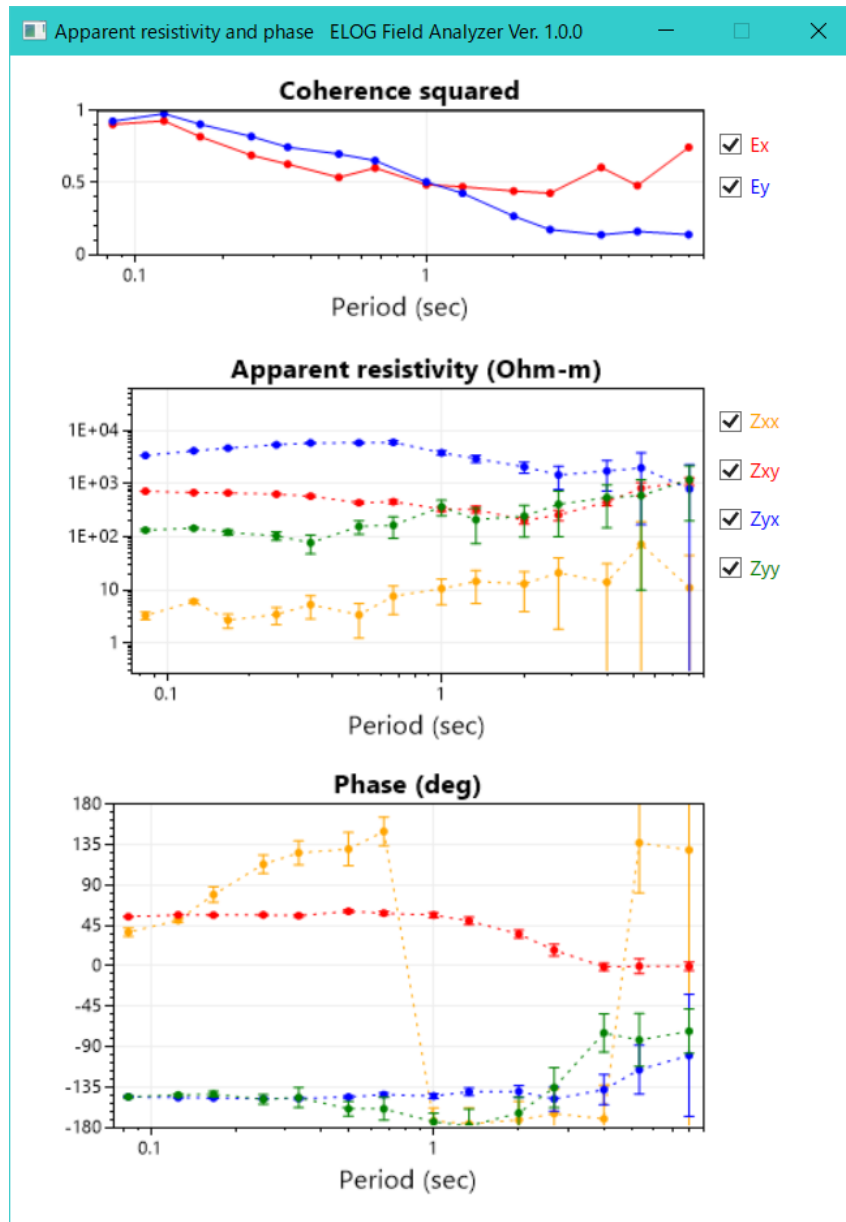 Apparent resistivity and phase   ELOG Field Analyzer Ver. 1.0.0
Coherence squared
1
0.5
0
0.1
1
Period (sec)
Ex
Ey
Apparent resistivity (Ohm-m)
1E+04
1E+03
1E+02
10
1
0.1
1
Period (sec)
Zxx
Zxy
Zyx
Zyy
Phase (deg)
180
135
90
45
0
-45
-90
-135
-180
0.1
1
Period (sec)